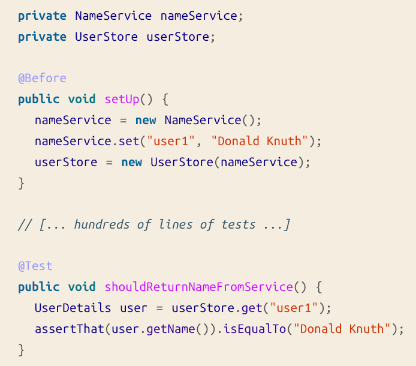 private NameService nameService;
private UserStore userStore;
@Before
public void setUp() {
nameService = new NameService();
nameService.set("user1", "Donald Knuth");
userStore = new UserStore(nameService);
}
// [... hundreds of lines of tests ...]
@Test
public void shouldReturnNameFromService() {
UserDetails user = userStore.get("user1");
assertThat(user.getName()).isEqualTo("Donald Knuth");
}